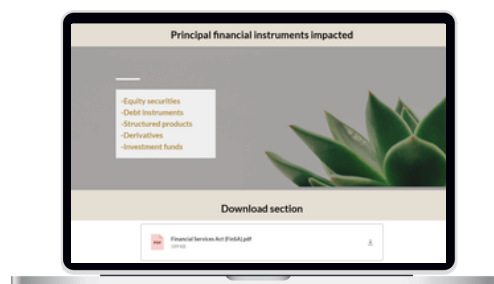 Principal financial instruments impacted
-Equity securities
-Debt instruments
-Structured products
-Derivatives
-Investment funds
Download section
PDF
Financial Services Act (FinSA).pdf